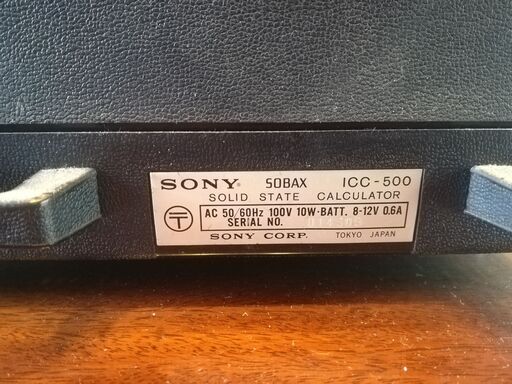 SONY® SOBAX ICC-500
SOLID STATE CALCULATOR
〒 AC 50/60Hz 100V 10W·BATT. 8-12V 0.6A
SERIAL NO.
SONY CORP. TOKYO JAPAN